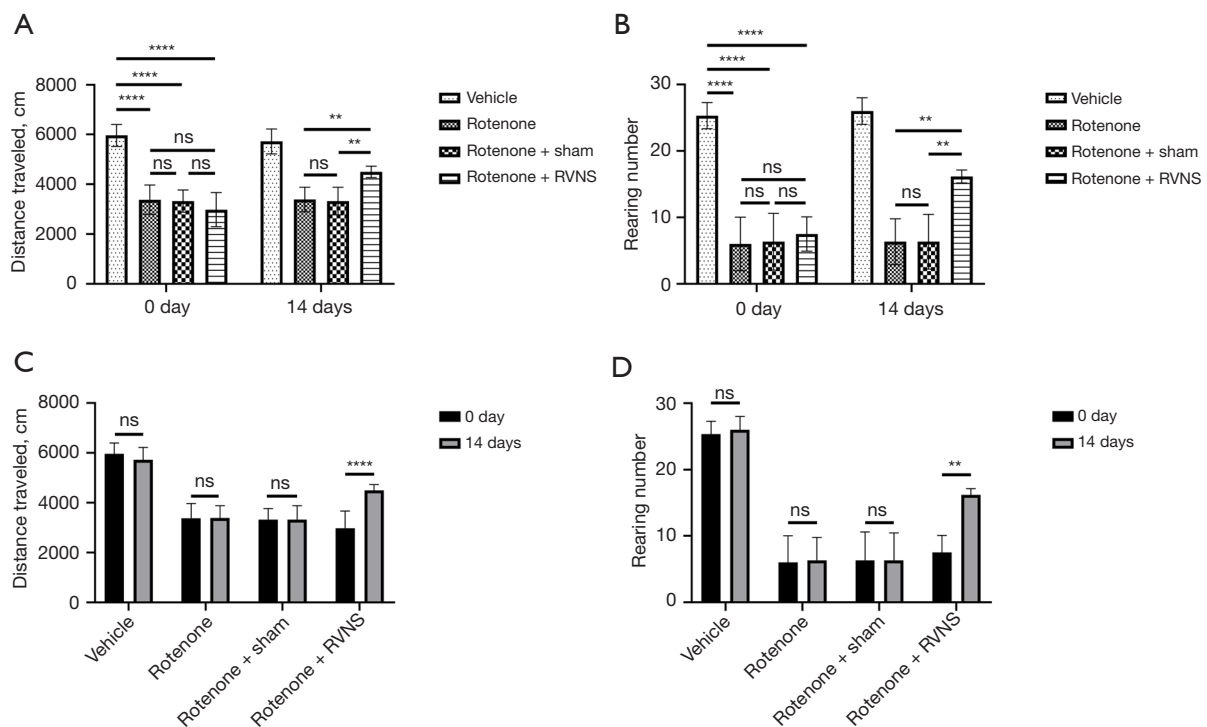 A
****
****
****
ns
ns
ns
**
**
ns
8000
6000
4000
2000
0
Distance traveled, cm
0 day
14 days
Vehicle
Rotenone
Rotenone + sham
Rotenone + RVNS
B
****
****
****
ns
ns
ns
**
**
ns
30
20
10
0
Rearing number
0 day
14 days
Vehicle
Rotenone
Rotenone + sham
Rotenone + RVNS
C
ns
ns
ns
****
8000
6000
4000
2000
0
Distance traveled, cm
Vehicle
Rotenone
Rotenone + sham
Rotenone + RVNS
0 day
14 days
D
ns
ns
ns
**
30
20
10
0
Rearing number
Vehicle
Rotenone
Rotenone + sham
Rotenone + RVNS
0 day
14 days